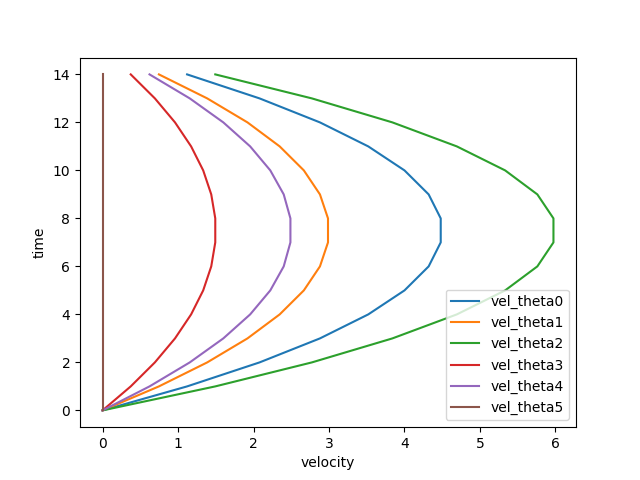 14
12
10
8
6
4
2
0
time
0 1 2 3 4 5 6
velocity
vel_theta0
vel_theta1
vel_theta2
vel_theta3
vel_theta4
vel_theta5